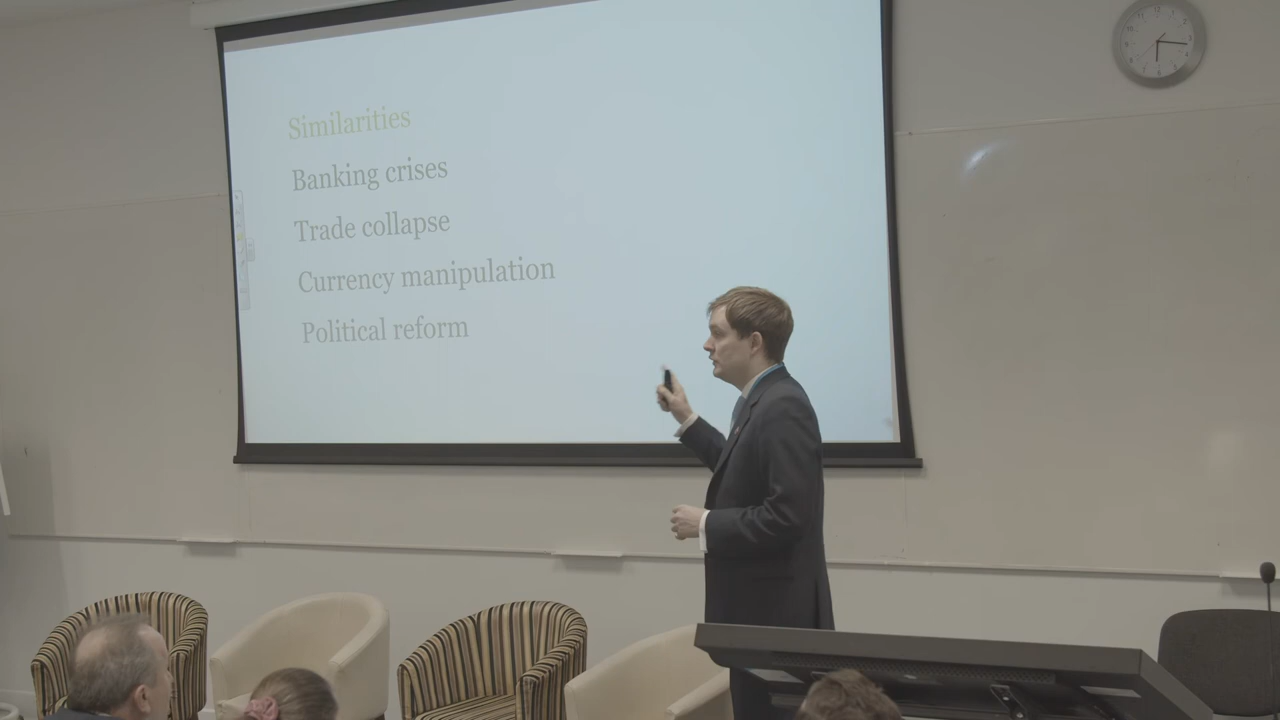 Similarities
Banking crises
Trade collapse
Currency manipulation
Political reform